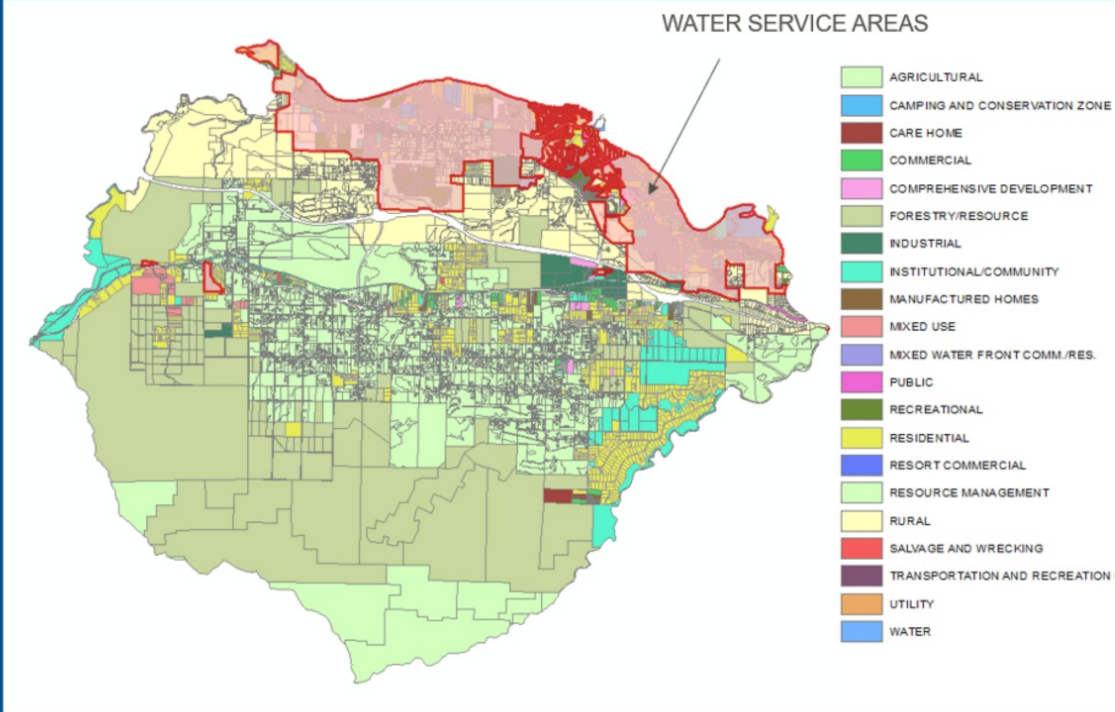 WATER SERVICE AREAS
AGRICULTURAL
CAMPING AND CONSERVATION ZONE
CARE HOME
COMMERCIAL
COMPREHENSIVE DEVELOPMENT
FORESTRY/RESOURCE
INDUSTRIAL
INSTITUTIONAL/COMMUNITY
MANUFACTURED HOMES
MIXED USE
MIXED WATER FRONT COMM./RES.
PUBLIC
RECREATIONAL
RESIDENTIAL
RESORT COMMERCIAL
RESOURCE MANAGEMENT
RURAL
SALVAGE AND WRECKING
TRANSPORTATION AND RECREATION
UTILITY
WATER